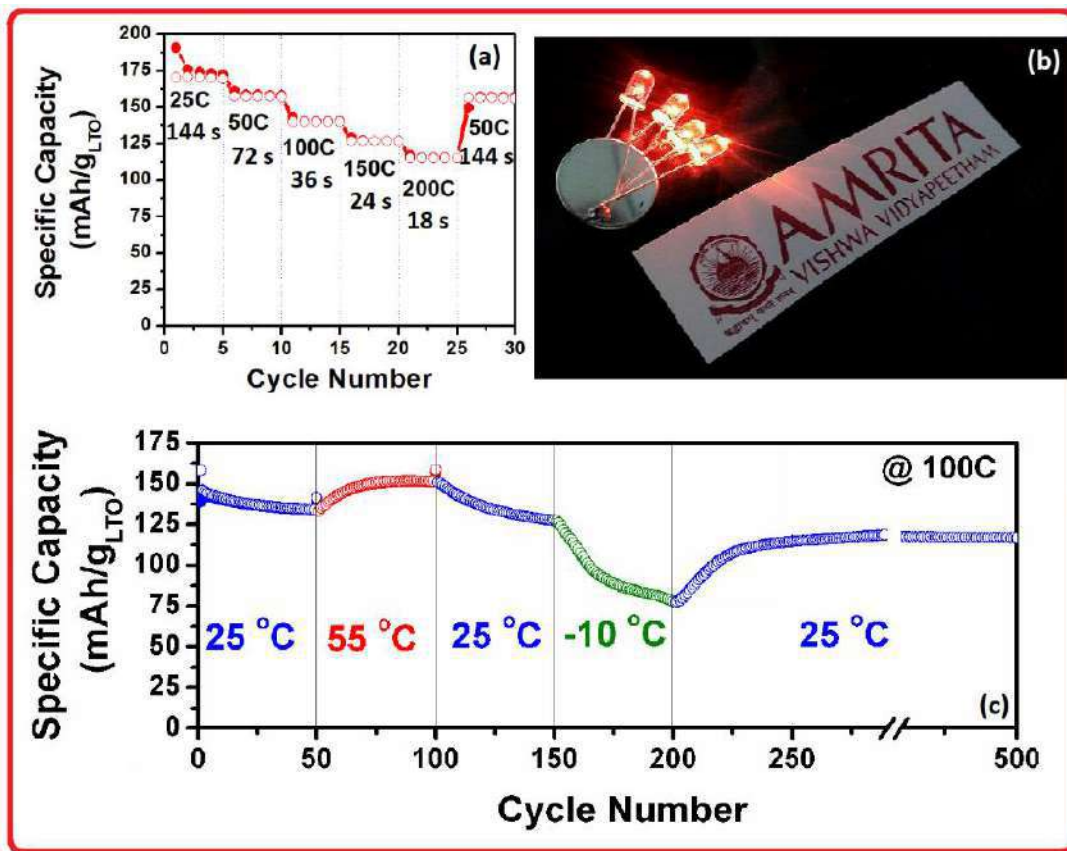 (a)
200
175
150
125
100
75
50
25
0
Specific Capacity
(mAh/g_LTO)
25C
144 s
50C
72 s
100C
36 s
150C
24 s
200C
18 s
50C
144 s
0 5 10 15 20 25 30
Cycle Number
(b)
AMRITA
VISHWA VIDYAPEETHAM
175
150
125
100
75
50
25
0
Specific Capacity
(mAh/g_LTO)
@ 100C
25 °C
55 °C
25 °C
-10 °C
25 °C
(c)
0 50 100 150 200 250 500
Cycle Number